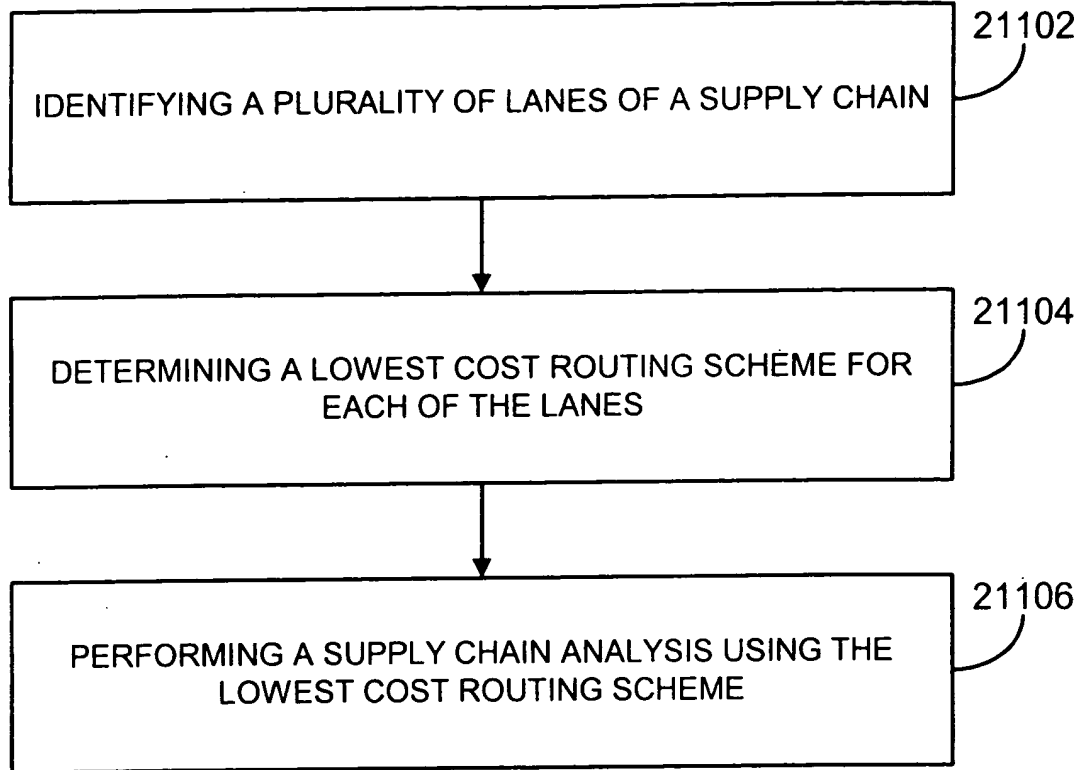 21102
IDENTIFYING A PLURALITY OF LANES OF A SUPPLY CHAIN
21104
DETERMINING A LOWEST COST ROUTING SCHEME FOR
EACH OF THE LANES
21106
PERFORMING A SUPPLY CHAIN ANALYSIS USING THE
LOWEST COST ROUTING SCHEME